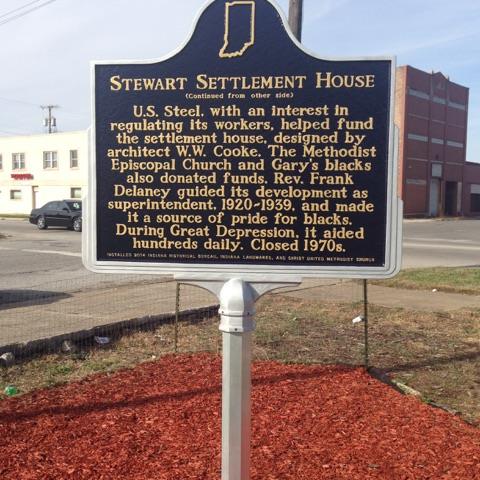 STEWART SETTLEMENT HOUSE
(Continued from other side)
U.S. Steel, with an interest in
regulating its workers, helped fund
the settlement house, designed by
architect W.W. Cooke. The Methodist
Episcopal Church and Gary's blacks
also donated funds. Rev. Frank
Delaney guided its development as
superintendent, 1920-1939, and made
it a source of pride for blacks.
During Great Depression, it aided
hundreds daily. Closed 1970s.
INSTALLED 2014 INDIANA HISTORICAL BUREAU, INDIANA LANDMARKS, AND CHRIST UNITED METHODIST CHURCH